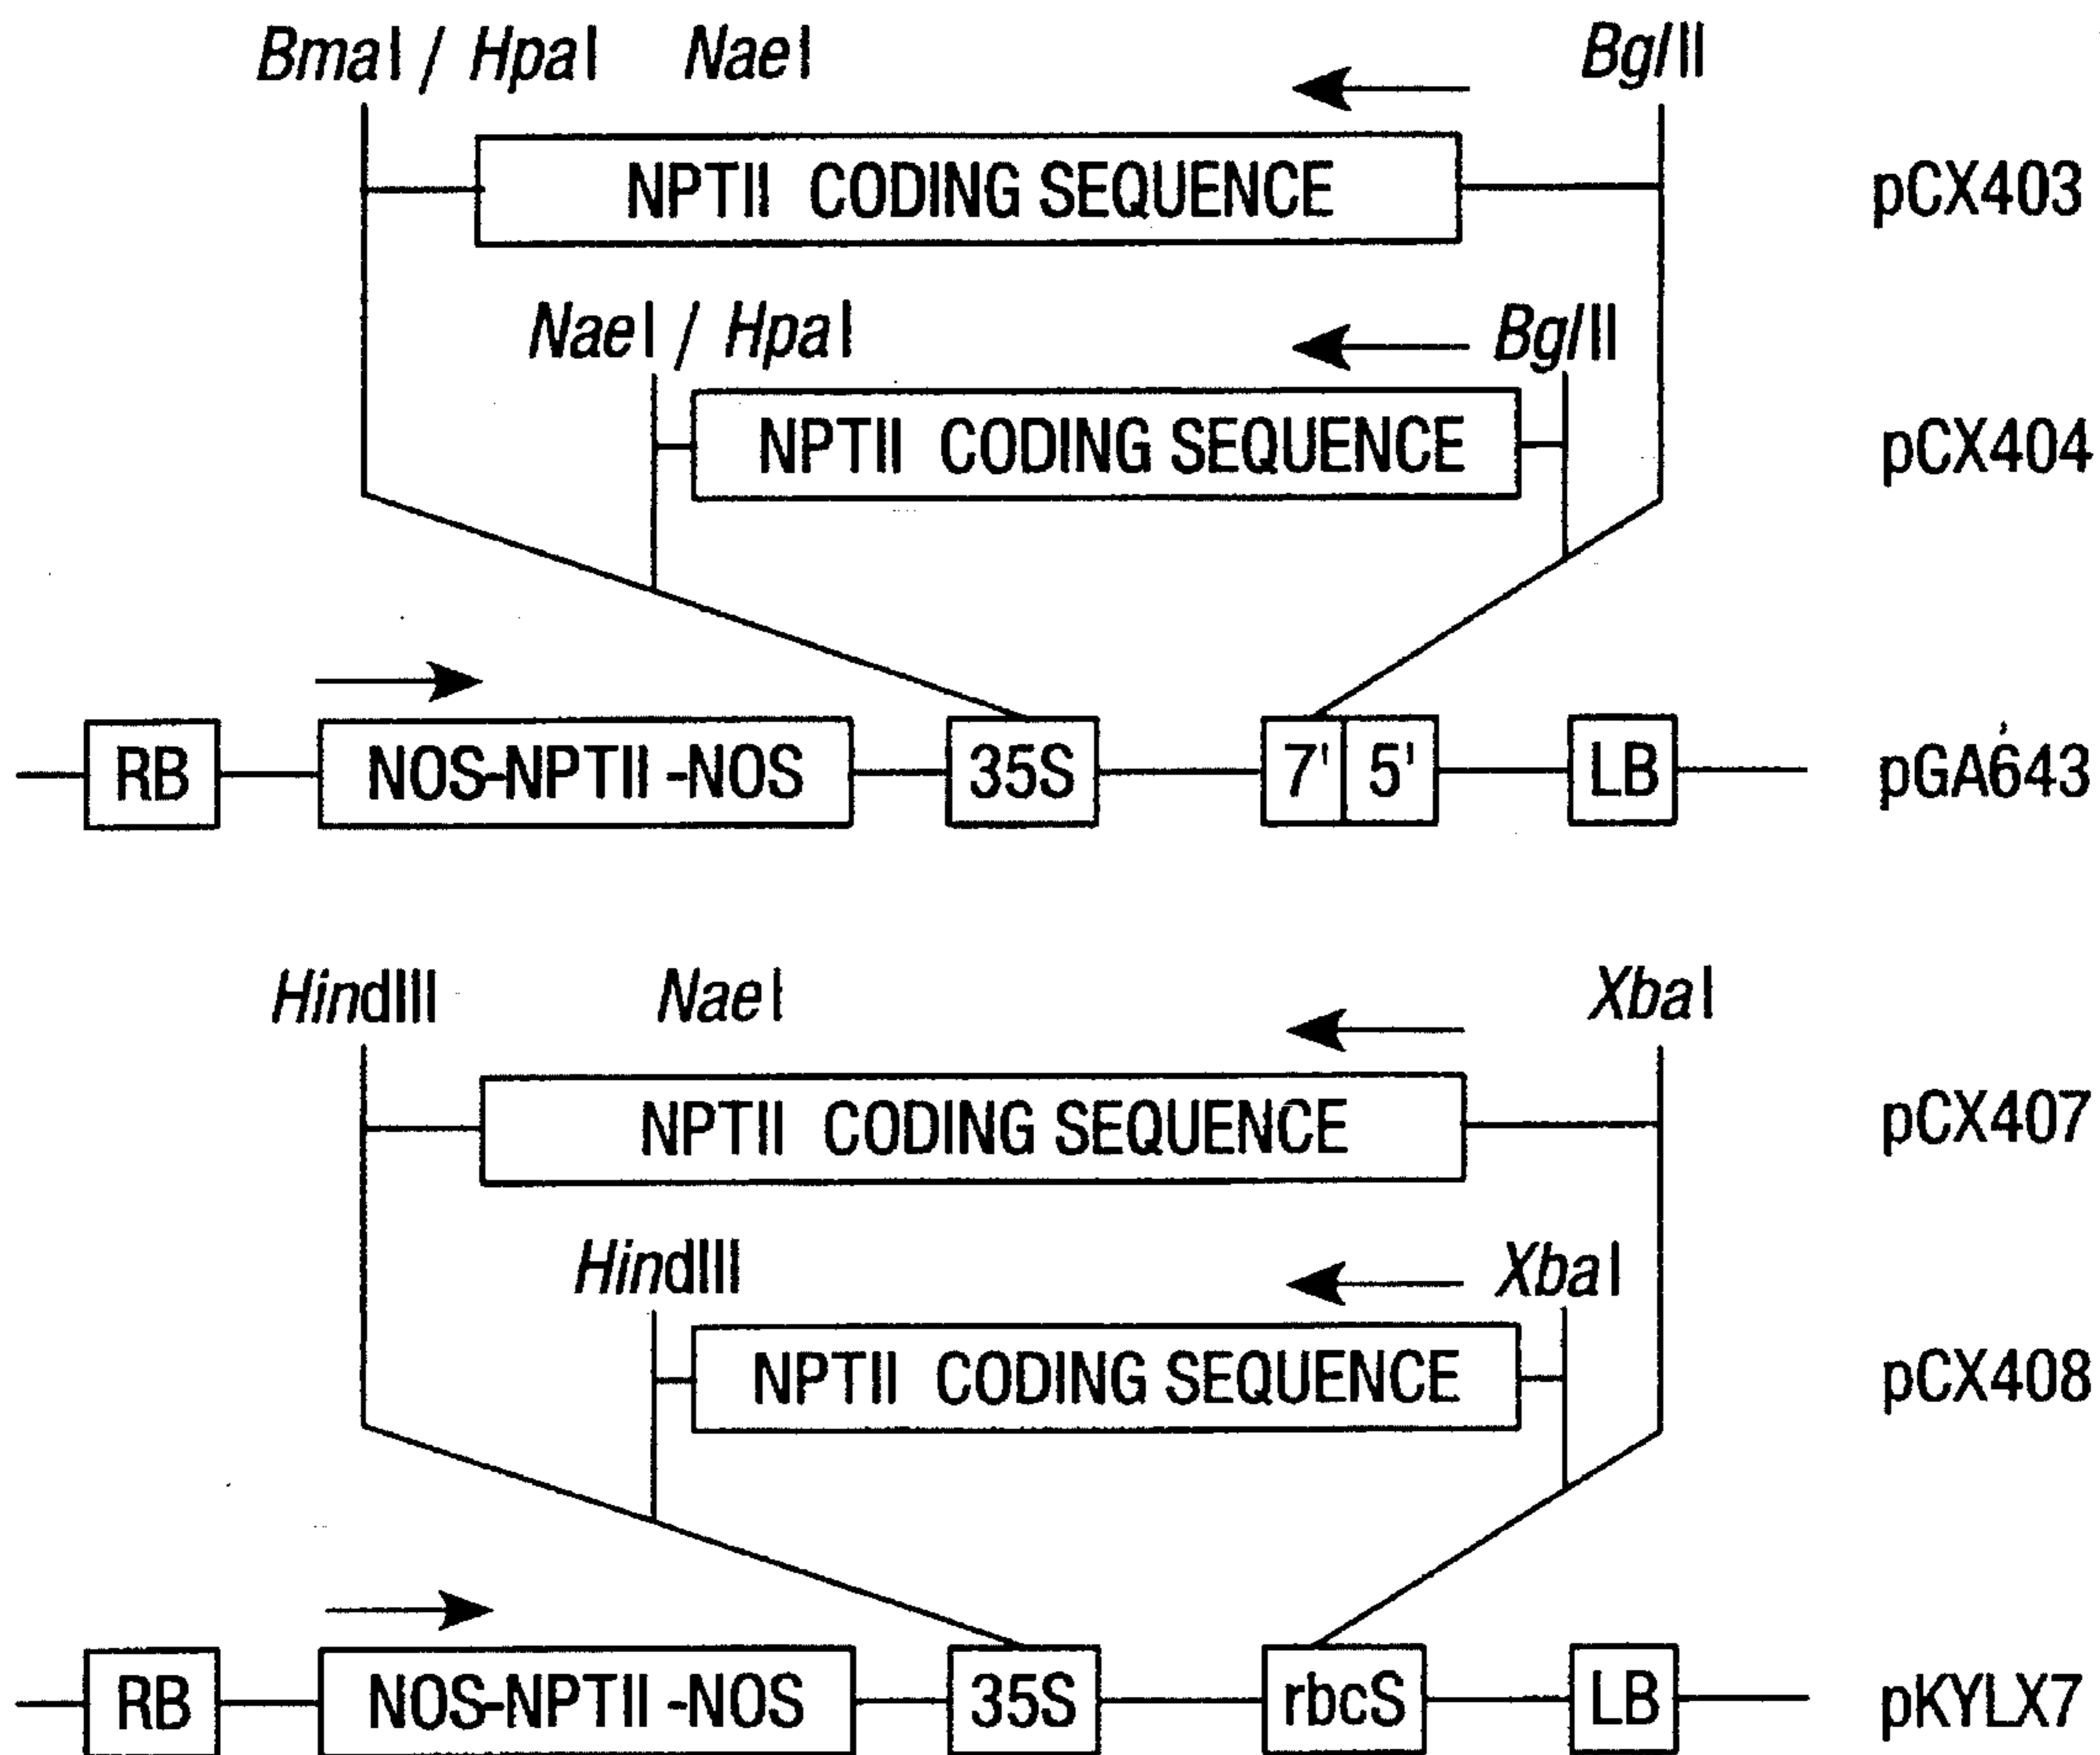 BmaI / HpaI NaeI BglII
NPTII CODING SEQUENCE pCX403
NaeI / HpaI BglII
NPTII CODING SEQUENCE pCX404
RB NOS-NPTII -NOS 35S 7' 5' LB pGA643
HindIII NaeI XbaI
NPTII CODING SEQUENCE pCX407
HindIII XbaI
NPTII CODING SEQUENCE pCX408
RB NOS-NPTII -NOS 35S rbcS LB pKYLX7